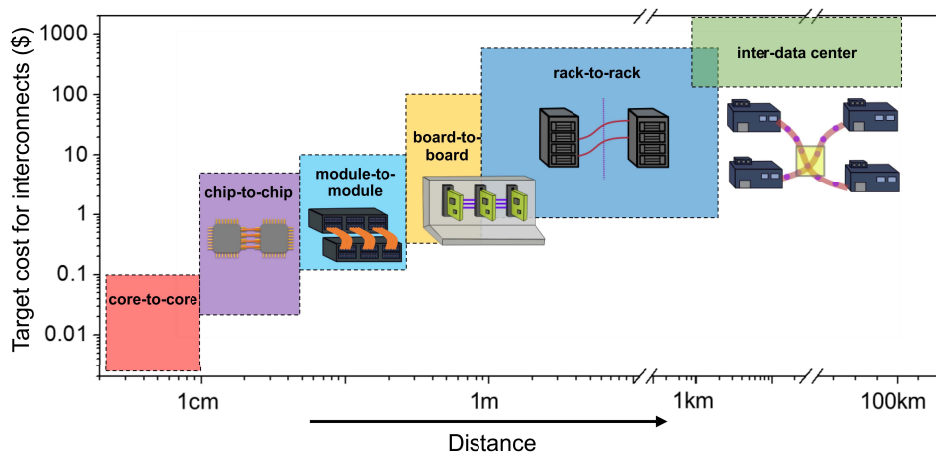 Target cost for interconnects ($)
1000
100
10
1
0.1
0.01
core-to-core
chip-to-chip
module-to-
module
board-to-
board
rack-to-rack
inter-data center
1cm
1m
1km
100km
Distance